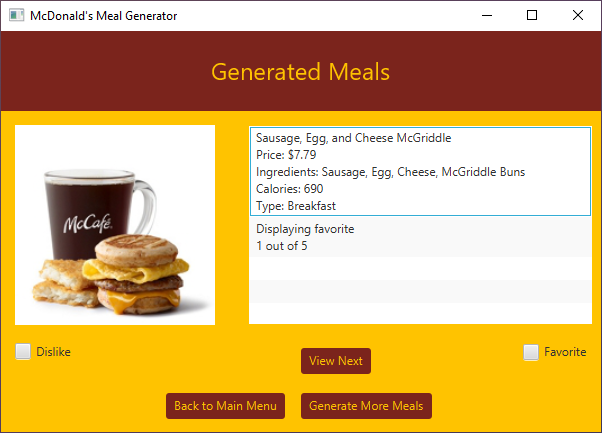 McDonald's Meal Generator
Generated Meals
McCafé
Sausage, Egg, and Cheese McGriddle
Price: $7.79
Ingredients: Sausage, Egg, Cheese, McGriddle Buns
Calories: 690
Type: Breakfast
Displaying favorite
1 out of 5
Dislike
View Next
Favorite
Back to Main Menu
Generate More Meals